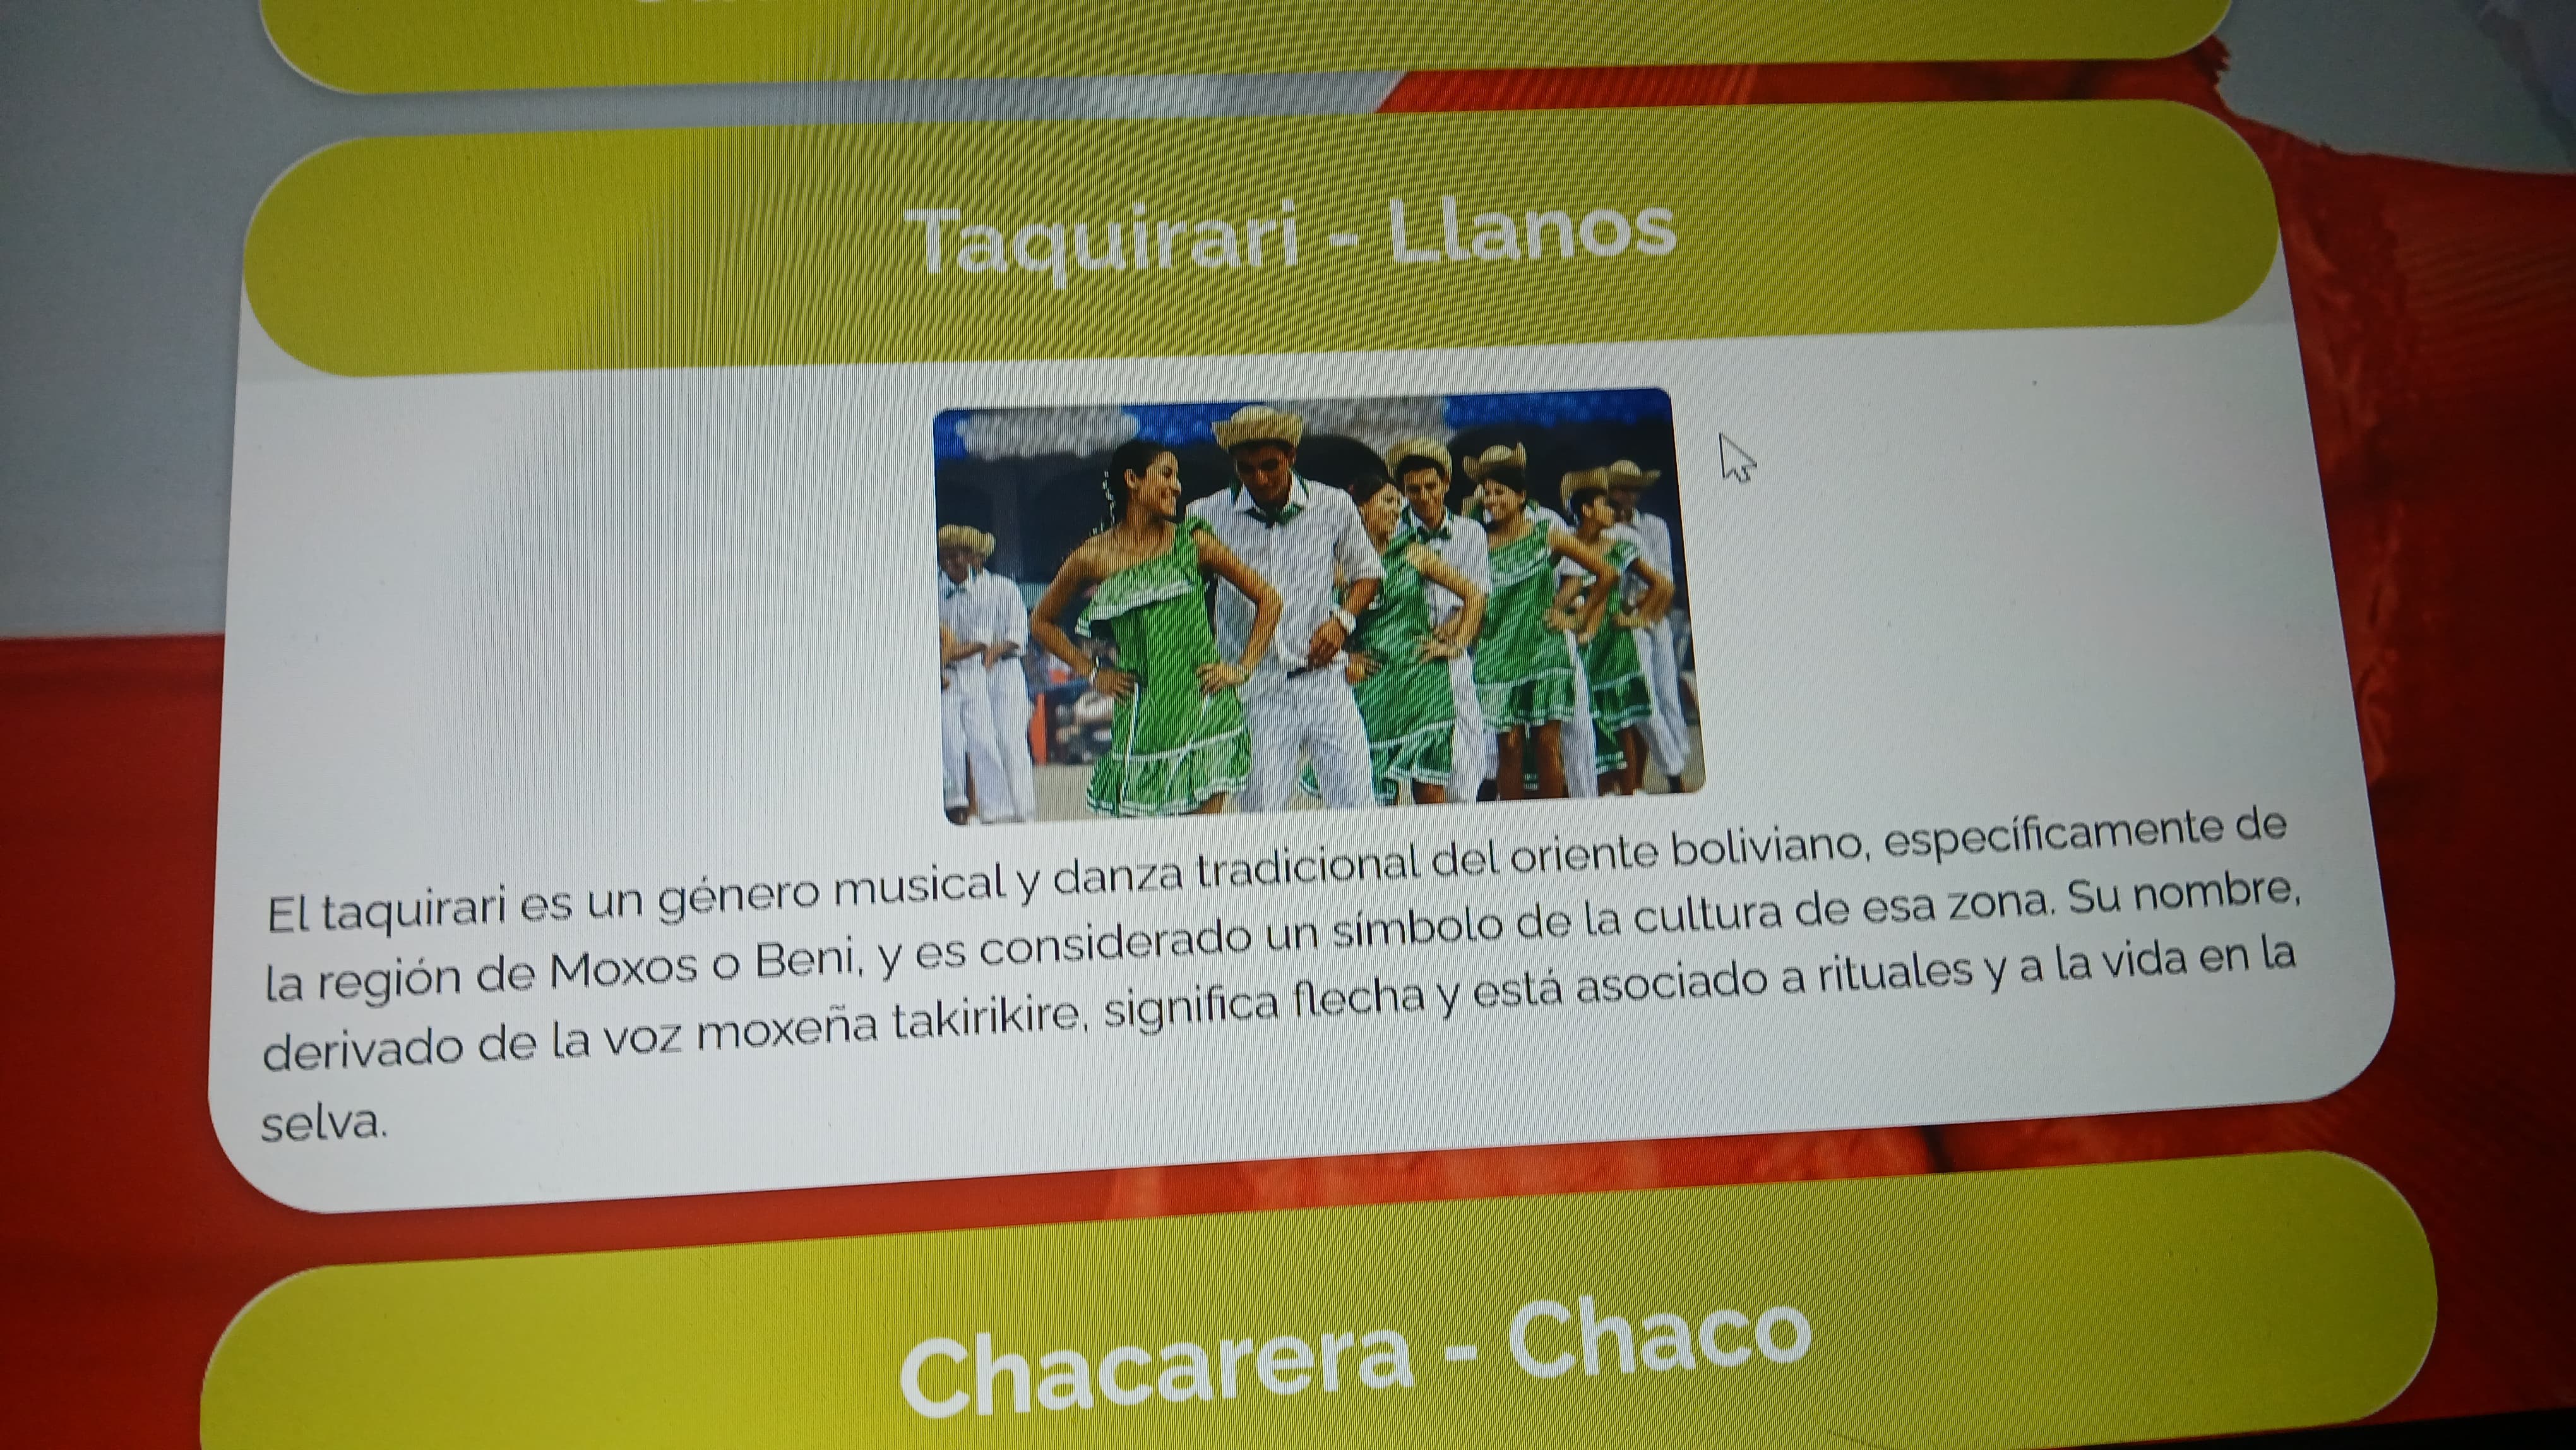 Taquirari - Llanos
El taquirari es un género musical y danza tradicional del oriente boliviano, específicamente de
la región de Moxos o Beni, y es considerado un símbolo de la cultura de esa zona. Su nombre,
derivado de la voz moxeña takirikire, significa flecha y está asociado a rituales y a la vida en la
selva.
Chacarera - Chaco